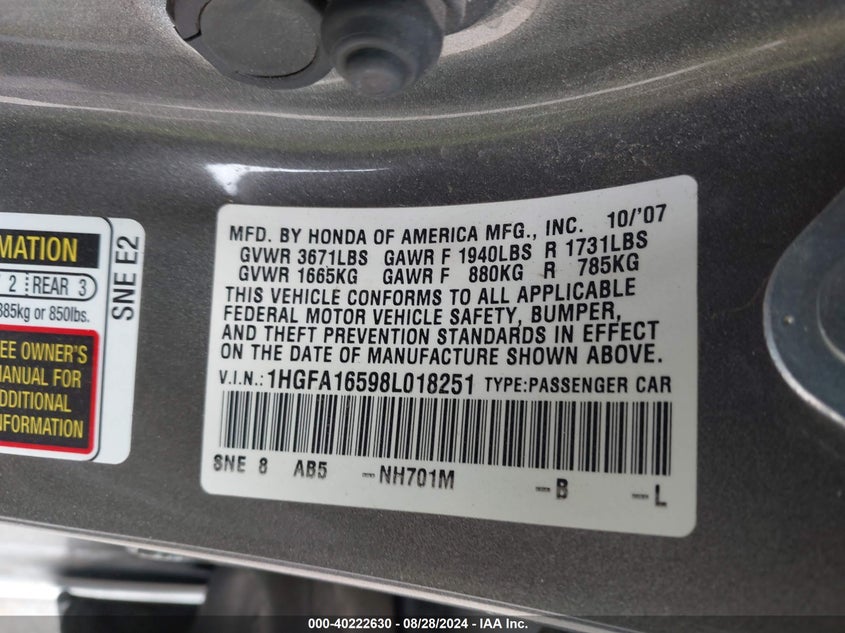 MATION
2 REAR 3
385kg or 850lbs.
EE OWNER'S
MANUAL FOR
DDITIONAL
NFORMATION
SNE E2
MFD. BY HONDA OF AMERICA MFG., INC. 10/'07
GVWR 3671LBS GAWR F 1940LBS R 1731LBS
GVWR 1665KG GAWR F 880KG R 785KG
THIS VEHICLE CONFORMS TO ALL APPLICABLE
FEDERAL MOTOR VEHICLE SAFETY, BUMPER,
AND THEFT PREVENTION STANDARDS IN EFFECT
ON THE DATE OF MANUFACTURE SHOWN ABOVE.
V.I.N.: 1HGFA16598L018251 TYPE:PASSENGER CAR
SNE 8 AB5 -NH701M -B -L
000-40222630 - 08/28/2024 - IAA Inc.